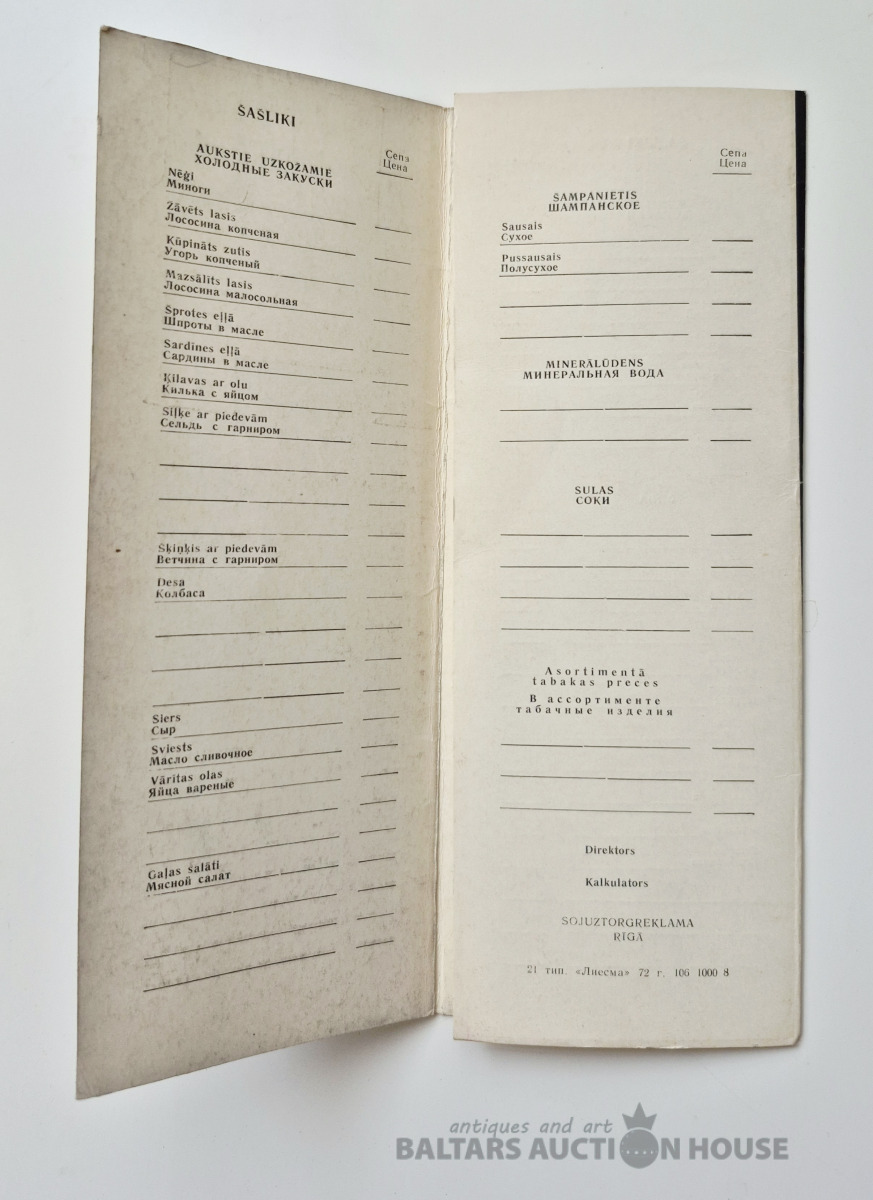 ŠAŠLIKI
Cena
Цена
AUKSTIE UZKOŽAMIE
ХОЛОДНЫЕ ЗАКУСКИ
Nēģi
Миноги
Žāvēts lasis
Лососина копченая
Kūpināts zutis
Угорь копченый
Mazsālīts lasis
Лососина малосольная
Šprotes eļļā
Шпроты в масле
Sardīnes eļļā
Сардины в масле
Ķilavas ar olu
Килька с яйцом
Siļķe ar piedevām
Сельдь с гарниром
Šķiņķis ar piedevām
Ветчина с гарниром
Desa
Колбаса
Siers
Сыр
Sviests
Масло сливочное
Vārītas olas
Яйца вареные
Gaļas šalāti
Мясной салат
Cena
Цена
ŠAMPANIETIS
ШАМПАНСКОЕ
Sausais
Сухое
Pussausais
Полусухое
MINERĀLŪDENS
МИНЕРАЛЬНАЯ ВОДА
SULAS
СОКИ
Asortimentā
tabakas preces
В ассортименте
табачные изделия
Direktors
Kalkulators
SOJUZTORGREKLAMA
RĪGĀ
21 тип. «Лиесма» 72 г. 106 1000 8
antiques and art
BALTARS AUCTION HOUSE